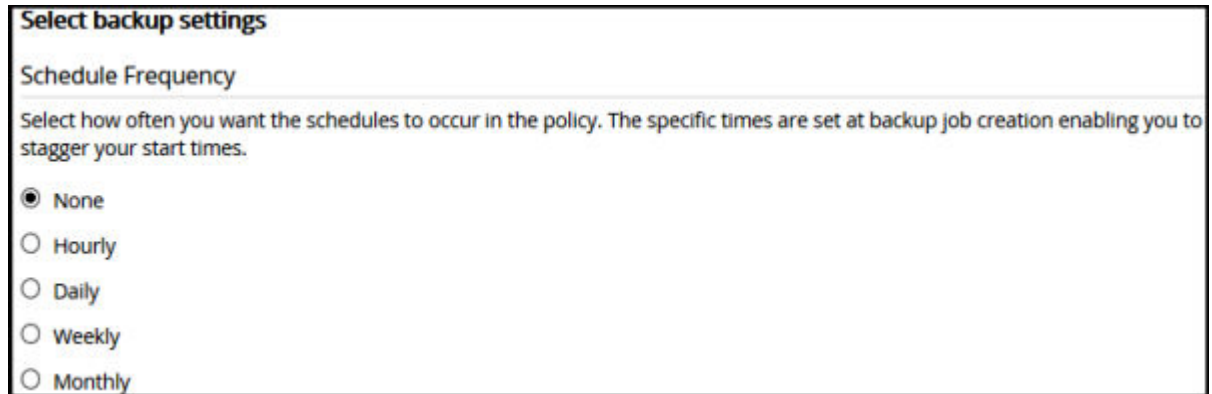 Select backup settings
Schedule Frequency
Select how often you want the schedules to occur in the policy. The specific times are set at backup job creation enabling you to
stagger your start times.
None
Hourly
Daily
Weekly
Monthly